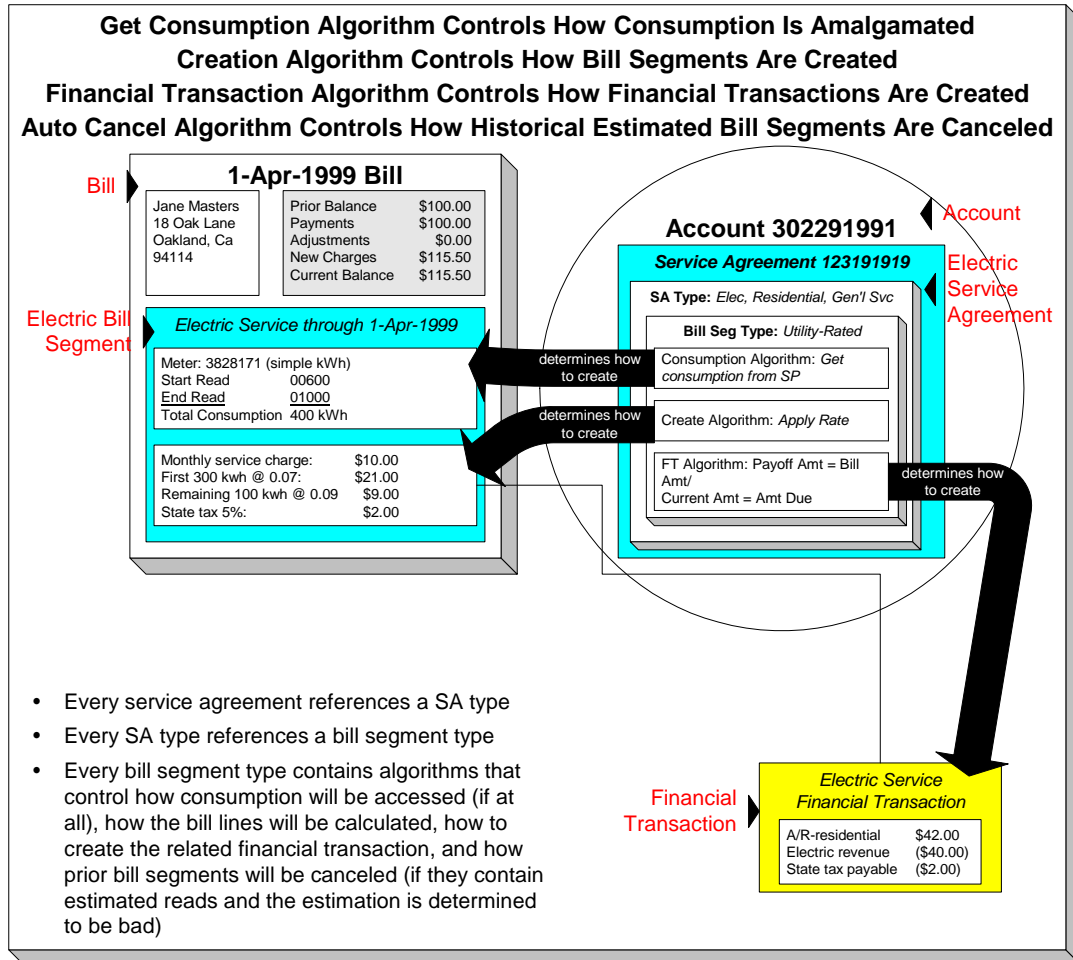 Get Consumption Algorithm Controls How Consumption Is Amalgamated
Creation Algorithm Controls How Bill Segments Are Created
Financial Transaction Algorithm Controls How Financial Transactions Are Created
Auto Cancel Algorithm Controls How Historical Estimated Bill Segments Are Canceled
Bill
1-Apr-1999 Bill
Jane Masters
18 Oak Lane
Oakland, Ca
94114
Prior Balance $100.00
Payments $100.00
Adjustments $0.00
New Charges $115.50
Current Balance $115.50
Electric Bill
Segment
Electric Service through 1-Apr-1999
Meter: 3828171 (simple kWh)
Start Read 00600
End Read 01000
Total Consumption 400 kWh
Monthly service charge: $10.00
First 300 kwh @ 0.07: $21.00
Remaining 100 kwh @ 0.09 $9.00
State tax 5%: $2.00
Account
Account 302291991
Service Agreement 123191919
Electric
Service
Agreement
SA Type: Elec, Residential, Gen'l Svc
Bill Seg Type: Utility-Rated
determines how
to create
Consumption Algorithm: Get
consumption from SP
determines how
to create
Create Algorithm: Apply Rate
FT Algorithm: Payoff Amt = Bill
Amt/
Current Amt = Amt Due
determines how
to create
• Every service agreement references a SA type
• Every SA type references a bill segment type
• Every bill segment type contains algorithms that
control how consumption will be accessed (if at
all), how the bill lines will be calculated, how to
create the related financial transaction, and how
prior bill segments will be canceled (if they contain
estimated reads and the estimation is determined
to be bad)
Financial
Transaction
Electric Service
Financial Transaction
A/R-residential $42.00
Electric revenue ($40.00)
State tax payable ($2.00)